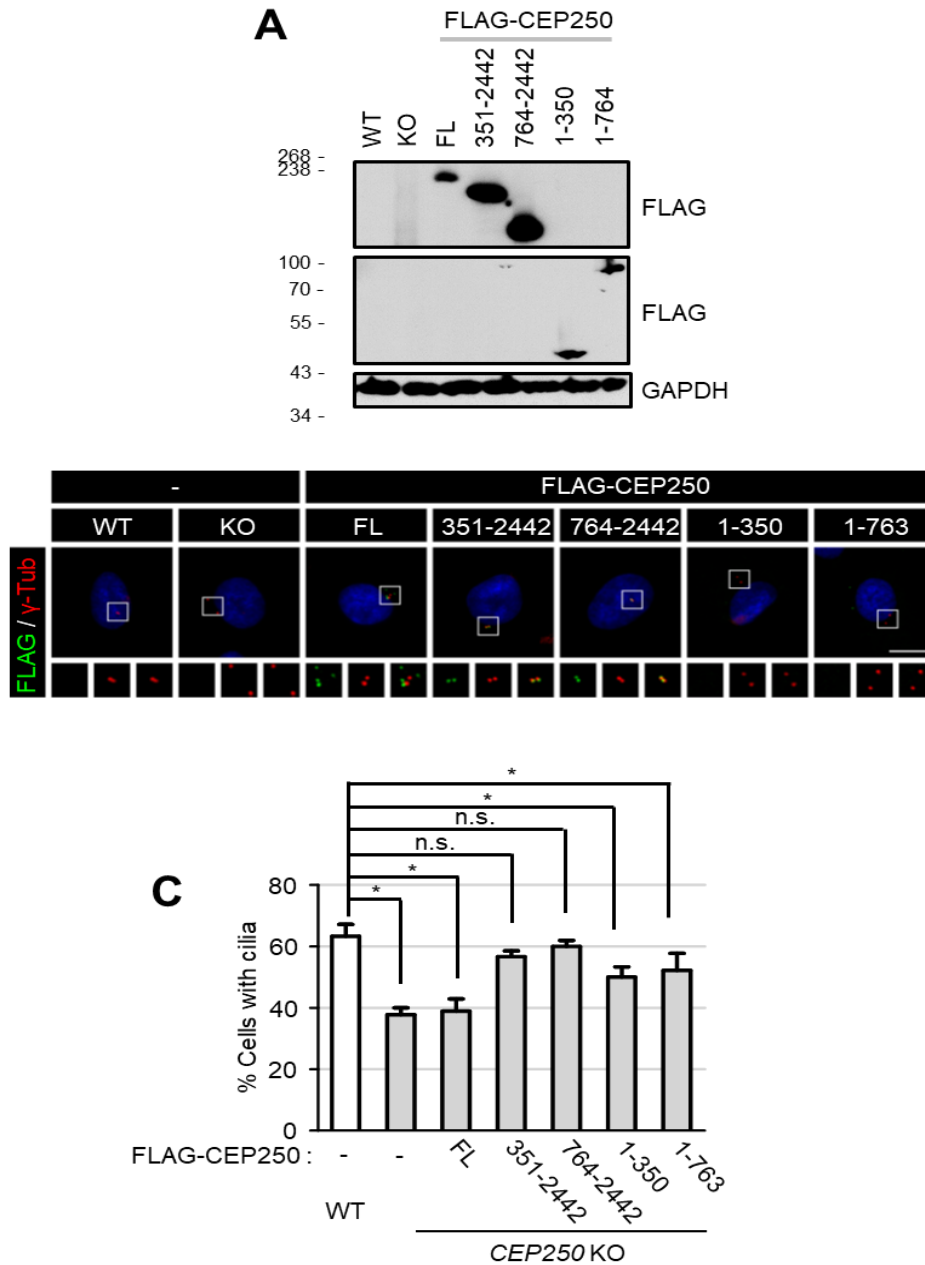 A
FLAG-CEP250
WT KO FL 351-2442 764-2442 1-350 1-764
268 -
238 -
FLAG
100 -
70 -
55 -
FLAG
43 -
34 -
GAPDH
- FLAG-CEP250
WT KO FL 351-2442 764-2442 1-350 1-763
FLAG / γ-Tub
*
*
n.s.
n.s.
*
*
C
80
60
40
20
0
% Cells with cilia
FLAG-CEP250 : - - FL 351-2442 764-2442 1-350 1-763
WT
CEP250 KO